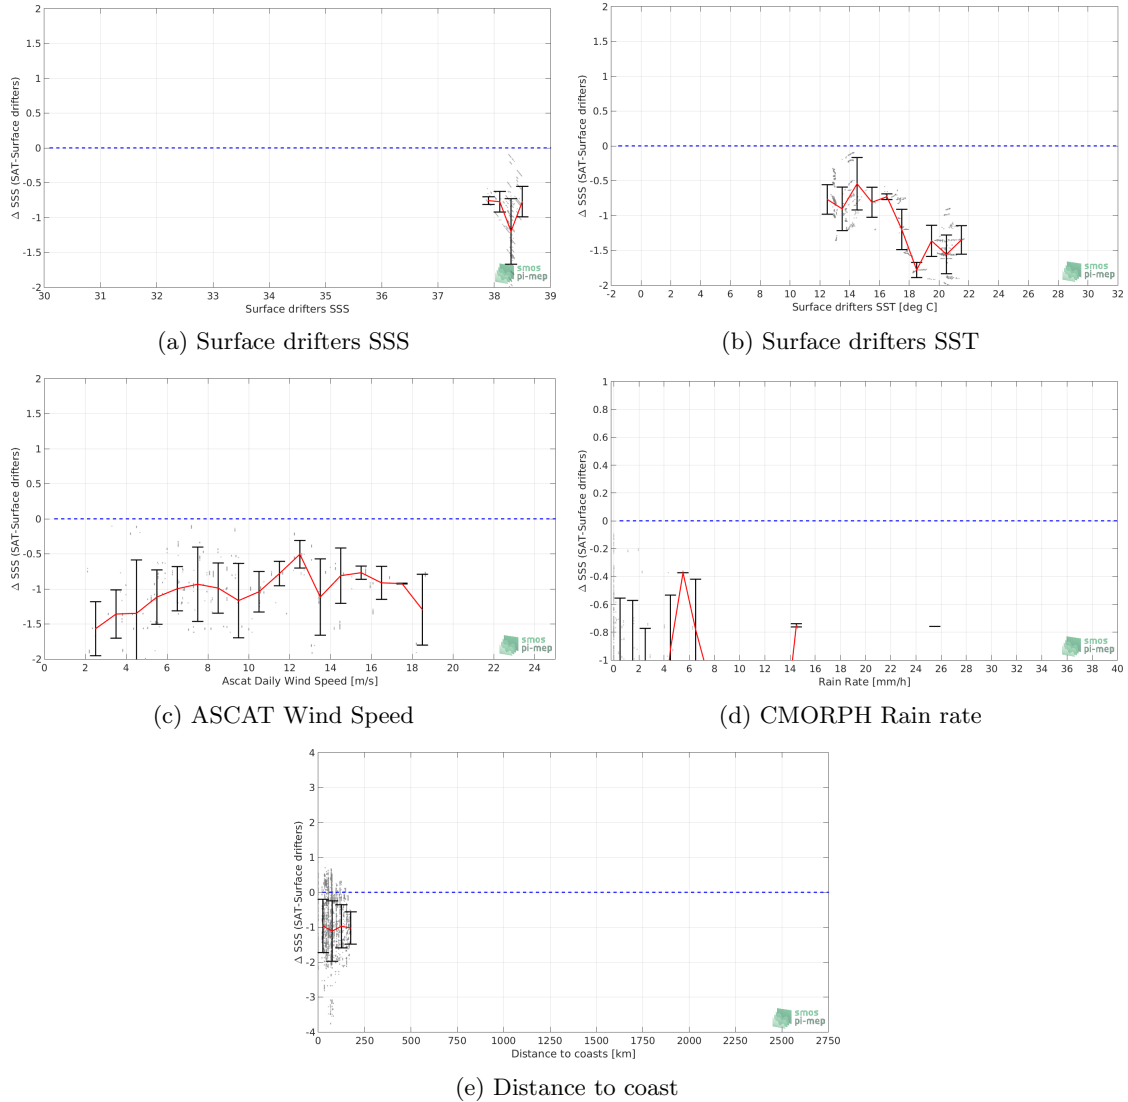 2
1.5
1
0.5
0
-0.5
-1
-1.5
-2
Δ SSS (SAT-Surface drifters)
30 31 32 33 34 35 36 37 38 39
Surface drifters SSS
smos
pi-mep
(a) Surface drifters SSS
2
1.5
1
0.5
0
-0.5
-1
-1.5
-2
Δ SSS (SAT-Surface drifters)
-2 0 2 4 6 8 10 12 14 16 18 20 22 24 26 28 30 32
Surface drifters SST [deg C]
smos
pi-mep
(b) Surface drifters SST
2
1.5
1
0.5
0
-0.5
-1
-1.5
-2
Δ SSS (SAT-Surface drifters)
0 2 4 6 8 10 12 14 16 18 20 22 24
Ascat Daily Wind Speed [m/s]
smos
pi-mep
(c) ASCAT Wind Speed
1
0.8
0.6
0.4
0.2
0
-0.2
-0.4
-0.6
-0.8
-1
Δ SSS (SAT-Surface drifters)
0 2 4 6 8 10 12 14 16 18 20 22 24 26 28 30 32 34 36 38 40
Rain Rate [mm/h]
smos
pi-mep
(d) CMORPH Rain rate
4
3
2
1
0
-1
-2
-3
-4
Δ SSS (SAT-Surface drifters)
0 250 500 750 1000 1250 1500 1750 2000 2250 2500 2750
Distance to coasts [km]
smos
pi-mep
(e) Distance to coast